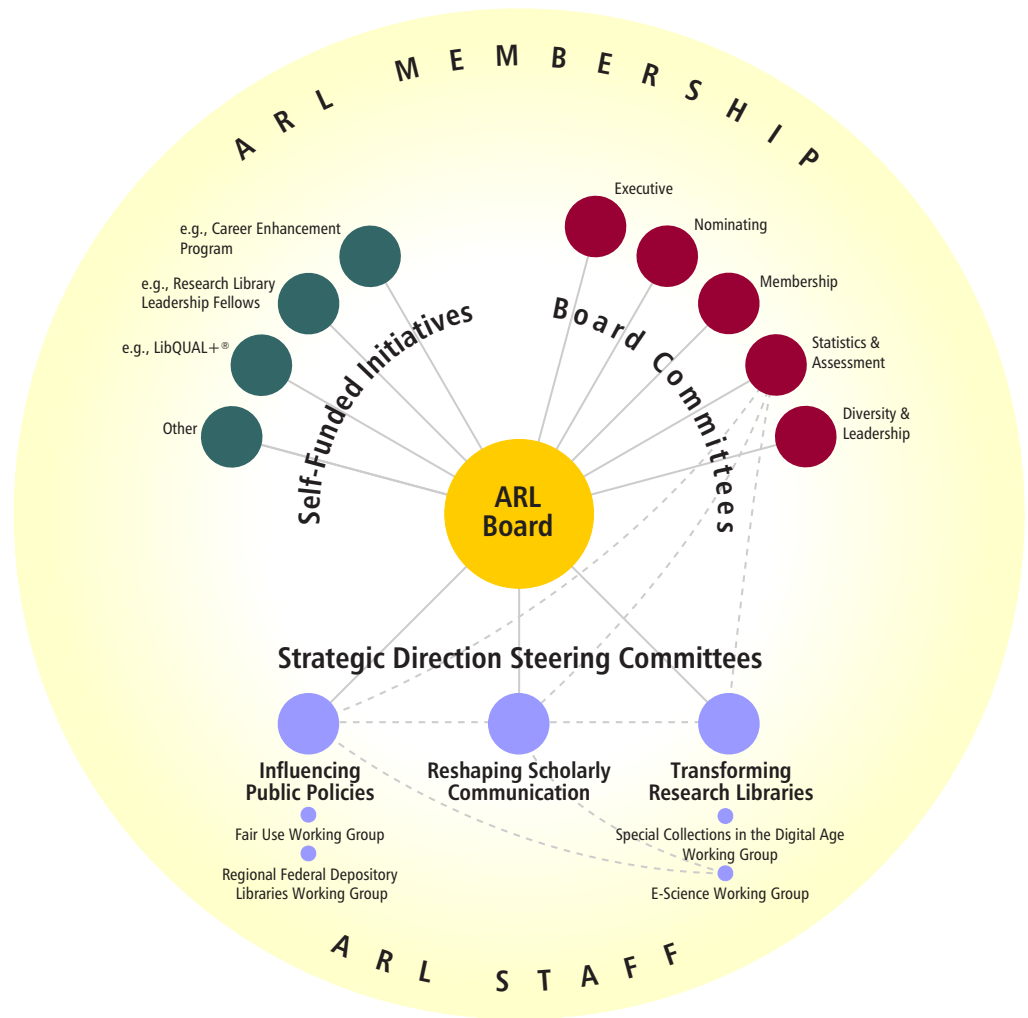 ARL MEMBERSHIP
Executive
Nominating
Membership
Statistics &
Assessment
Diversity &
Leadership
Board Committees
e.g., Career Enhancement
Program
e.g., Research Library
Leadership Fellows
e.g., LibQUAL+®
Other
Self-Funded Initiatives
ARL
Board
Strategic Direction Steering Committees
Influencing
Public Policies
Fair Use Working Group
Regional Federal Depository
Libraries Working Group
Reshaping Scholarly
Communication
Transforming
Research Libraries
Special Collections in the Digital Age
Working Group
E-Science Working Group
ARL STAFF